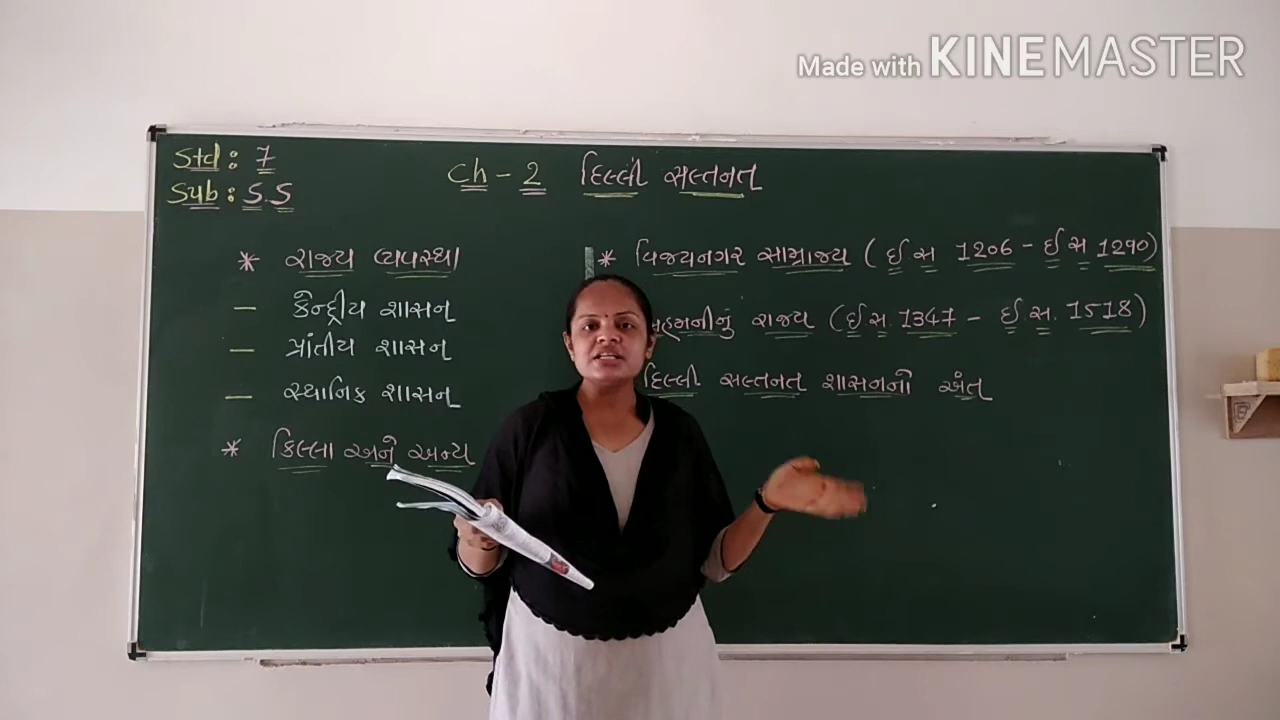 Made with KINEMASTER
Std : 7
Sub : S.S
Ch - 2 દિલ્લી સલ્તનત
* રાજ્ય વ્યવસ્થા
– કેન્દ્રીય શાસન
– પ્રાંતીય શાસન
– સ્થાનિક શાસન
* કિલ્લા અને અન્ય
* વિજયનગર સામ્રાજ્ય ( ઈ સ 1206 - ઈ સ 1290)
રાજ્ય (ઈ સ. 1347 - ઈ સ. 1518)
દિલ્લી સલ્તનત શાસનનો અંત